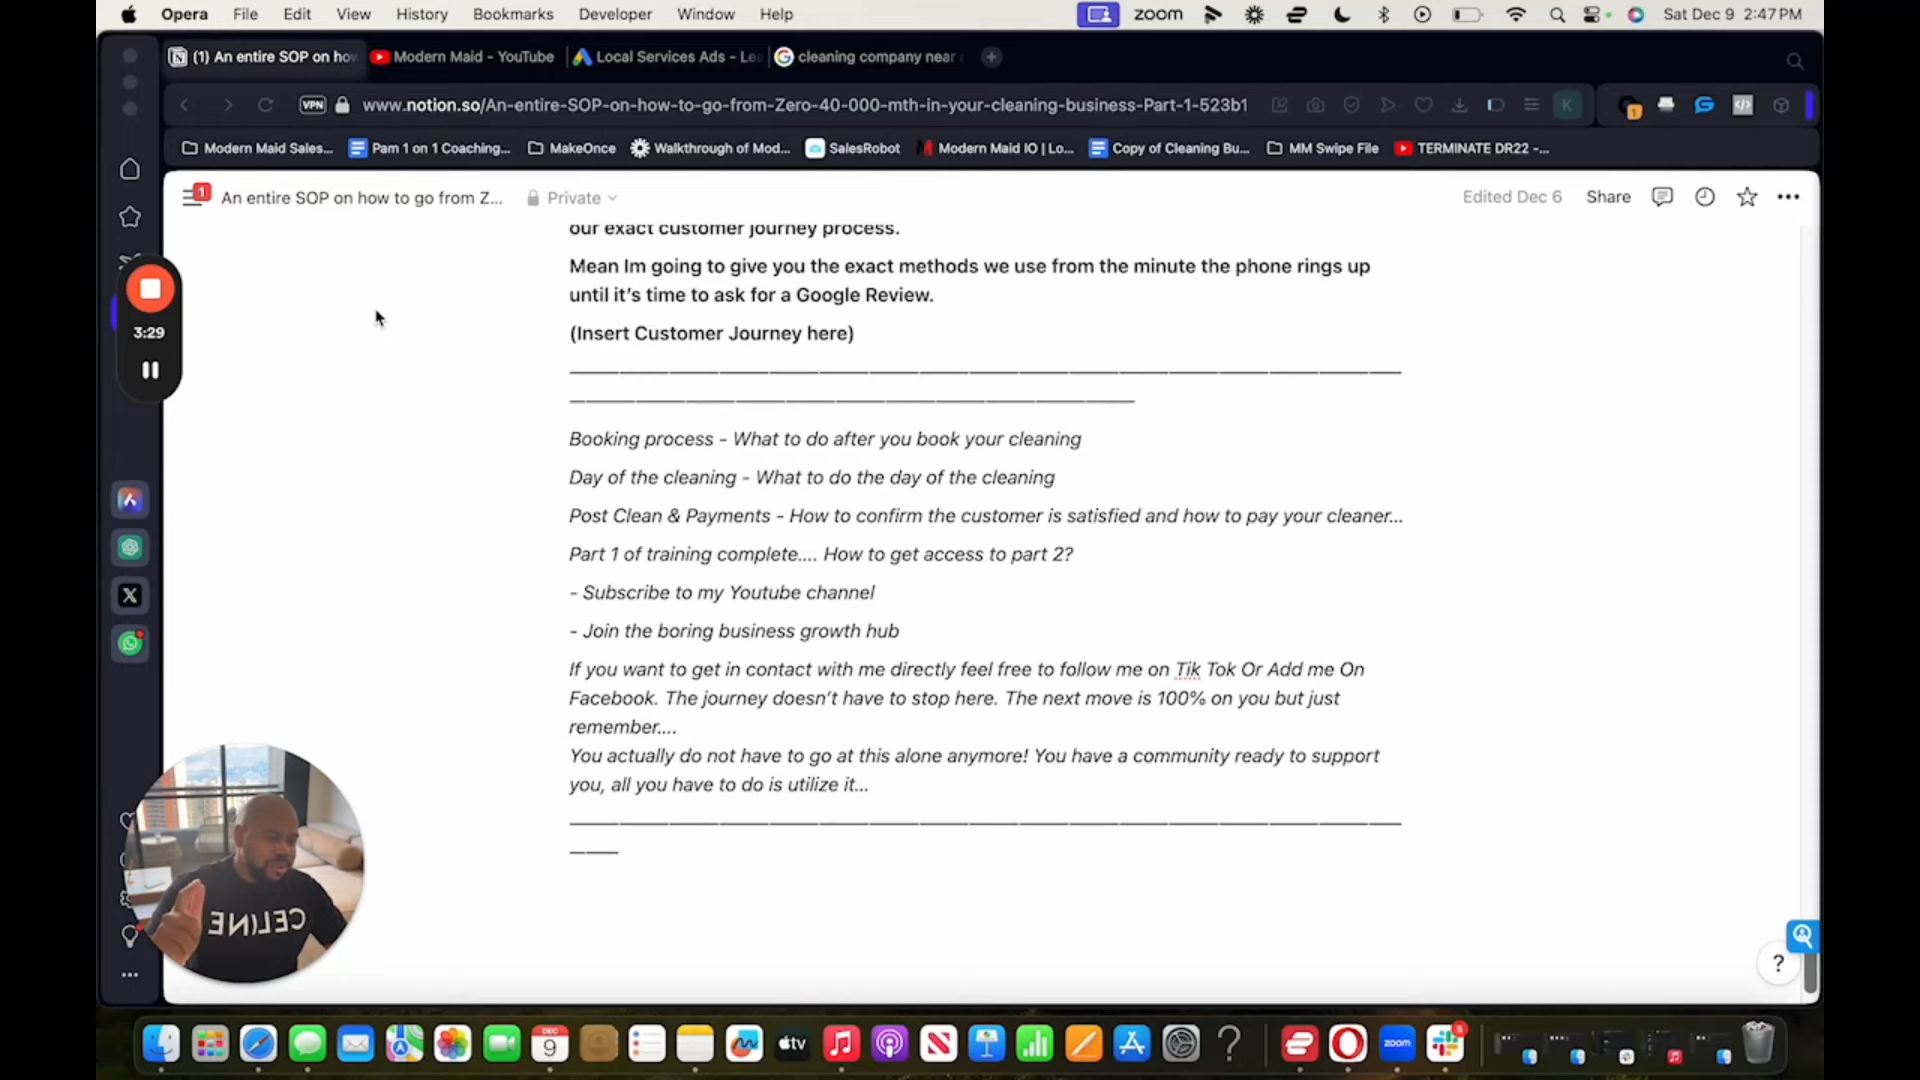 Opera File Edit View History Bookmarks Developer Window Help zoom Sat Dec 9 2:47 PM
(1) An entire SOP on how Modern Maid - YouTube Local Services Ads - Le cleaning company near
VPN www.notion.so/An-entire-SOP-on-how-to-go-from-Zero-40-000-mth-in-your-cleaning-business-Part-1-523b1 K 1
Modern Maid Sales... Pam 1 on 1 Coaching... MakeOnce Walkthrough of Mod... SalesRobot Modern Maid IO | Lo... Copy of Cleaning Bu... MM Swipe File TERMINATE DR22 -...
1 An entire SOP on how to go from Z... Private Edited Dec 6 Share
our exact customer journey process.
Mean Im going to give you the exact methods we use from the minute the phone rings up
until it’s time to ask for a Google Review.
3:29
(Insert Customer Journey here)
Booking process - What to do after you book your cleaning
Day of the cleaning - What to do the day of the cleaning
Post Clean & Payments - How to confirm the customer is satisfied and how to pay your cleaner...
Part 1 of training complete.... How to get access to part 2?
- Subscribe to my Youtube channel
- Join the boring business growth hub
If you want to get in contact with me directly feel free to follow me on Tik Tok Or Add me On
Facebook. The journey doesn’t have to stop here. The next move is 100% on you but just
remember....
You actually do not have to go at this alone anymore! You have a community ready to support
you, all you have to do is utilize it...
CELINE
?
DEC 9 tv zoom 5